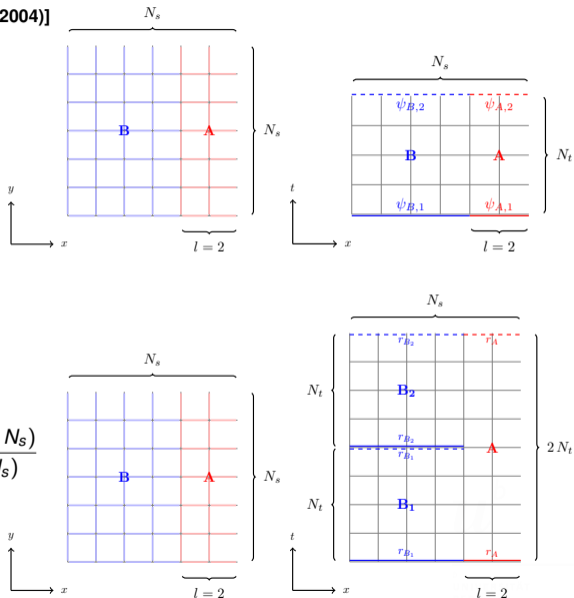 2004)]
N_s
B
A
N_s
y
x
l = 2
N_s
ψ_{B,2}
ψ_{A,2}
B
A
N_t
ψ_{B,1}
ψ_{A,1}
t
x
l = 2
N_s
B
A
N_s
y
x
l = 2
N_s)
s)
N_s
r_{B_2}
r_A
N_t
B_2
r_{B_2}
r_{B_1}
A
2 N_t
N_t
B_1
r_{B_1}
r_A
t
x
l = 2